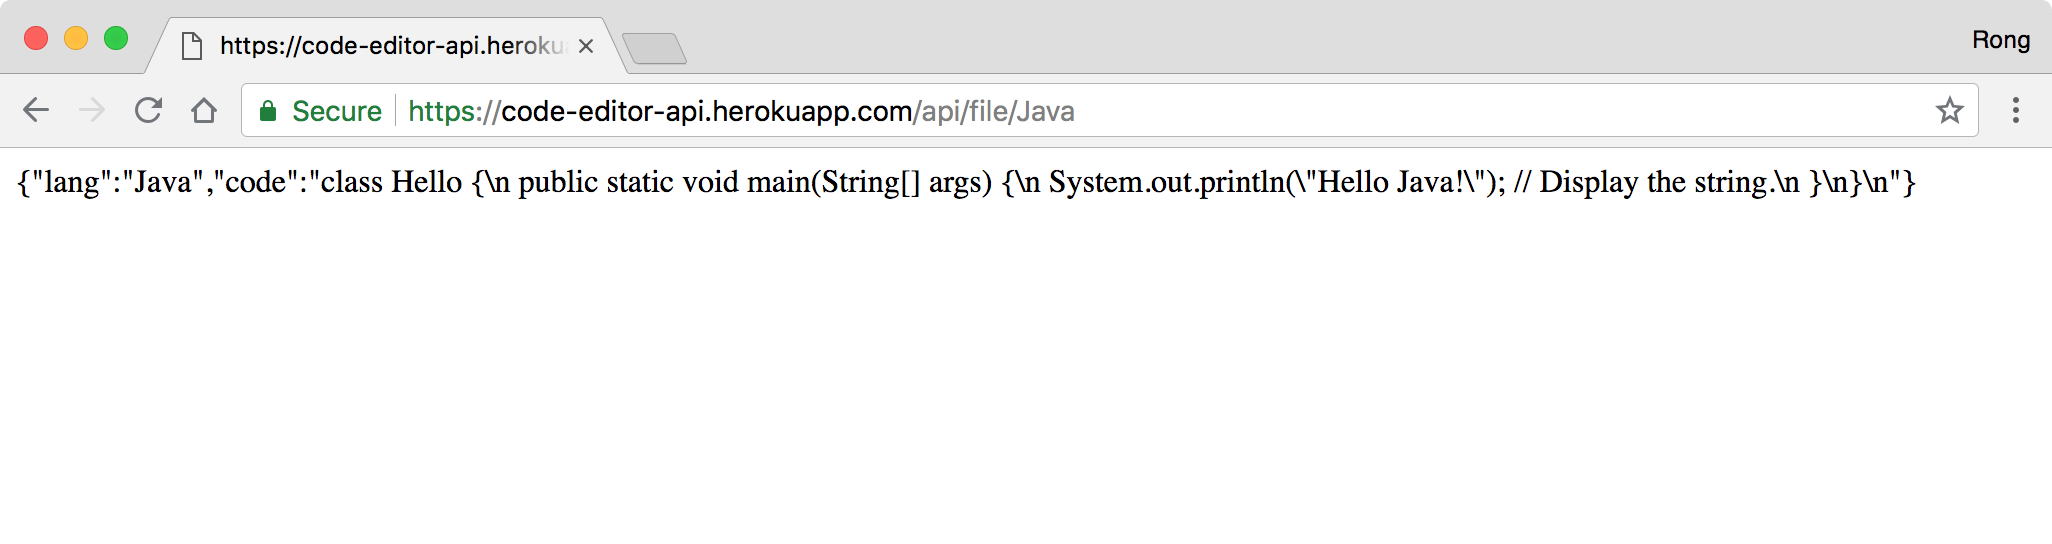 https://code-editor-api.heroku
Rong
Secure https://code-editor-api.herokuapp.com/api/file/Java
{"lang":"Java","code":"class Hello {\n public static void main(String[] args) {\n System.out.println(\"Hello Java!\"); // Display the string.\n }\n}\n"}